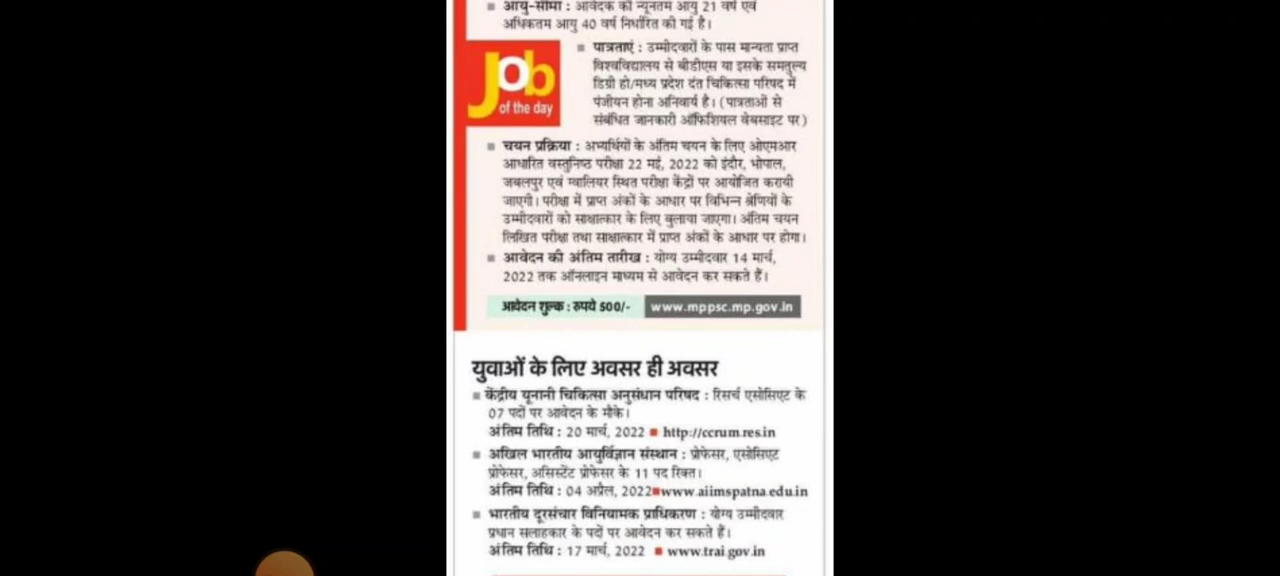 आयु-सीमा : आवेदक की न्यूनतम आयु 21 वर्ष एवं
अधिकतम आयु 40 वर्ष निर्धारित की गई है।
Job
of the day
पात्रताएं : उम्मीदवारों के पास मान्यता प्राप्त
विश्वविद्यालय से बीडीएस या इसके समतुल्य
डिग्री हो/मध्य प्रदेश दंत चिकित्सा परिषद में
पंजीयन होना अनिवार्य है। (पात्रताओं से
संबंधित जानकारी ऑफिशियल वेबसाइट पर)
चयन प्रक्रिया : अभ्यर्थियों के अंतिम चयन के लिए ओएमआर
आधारित वस्तुनिष्ठ परीक्षा 22 मई, 2022 को इंदौर, भोपाल,
जबलपुर एवं ग्वालियर स्थित परीक्षा केंद्रों पर आयोजित करायी
जाएगी। परीक्षा में प्राप्त अंकों के आधार पर विभिन्न श्रेणियों के
उम्मीदवारों को साक्षात्कार के लिए बुलाया जाएगा। अंतिम चयन
लिखित परीक्षा तथा साक्षात्कार में प्राप्त अंकों के आधार पर होगा।
आवेदन की अंतिम तारीख : योग्य उम्मीदवार 14 मार्च,
2022 तक ऑनलाइन माध्यम से आवेदन कर सकते हैं।
आवेदन शुल्क : रुपये 500/- www.mppsc.mp.gov.in
युवाओं के लिए अवसर ही अवसर
केंद्रीय यूनानी चिकित्सा अनुसंधान परिषद : रिसर्च एसोसिएट के
07 पदों पर आवेदन के मौके।
अंतिम तिथि : 20 मार्च, 2022 ■ http://ccrum.res.in
अखिल भारतीय आयुर्विज्ञान संस्थान : प्रोफेसर, एसोसिएट
प्रोफेसर, असिस्टेंट प्रोफेसर के 11 पद रिक्त।
अंतिम तिथि : 04 अप्रैल, 2022■www.aiimspatna.edu.in
भारतीय दूरसंचार विनियामक प्राधिकरण : योग्य उम्मीदवार
प्रधान सलाहकार के पदों पर आवेदन कर सकते हैं।
अंतिम तिथि : 17 मार्च, 2022 ■ www.trai.gov.in